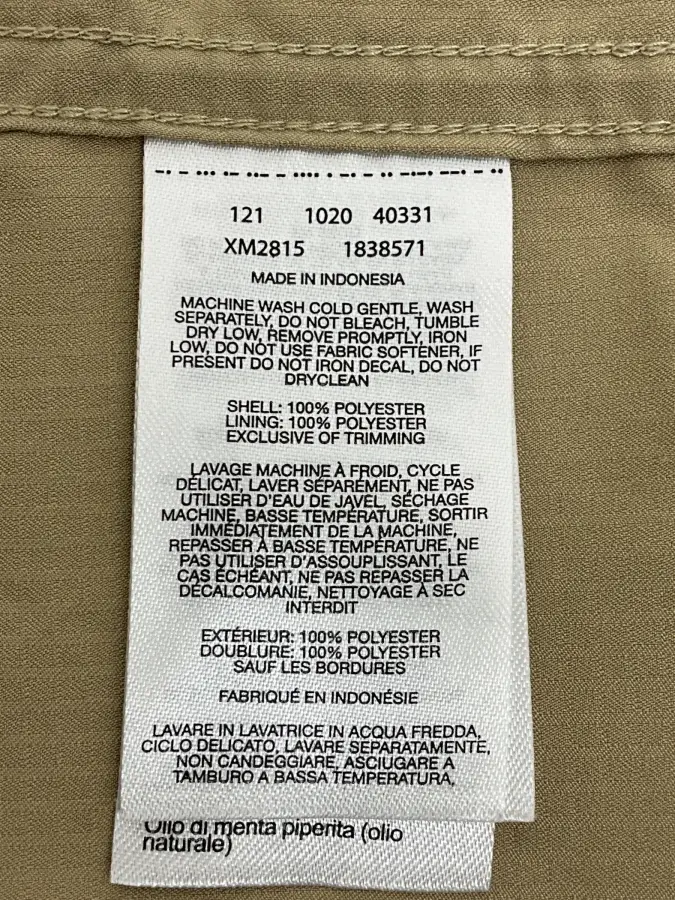 121 1020 40331
XM2815 1838571
MADE IN INDONESIA
MACHINE WASH COLD GENTLE, WASH
SEPARATELY, DO NOT BLEACH, TUMBLE
DRY LOW, REMOVE PROMPTLY, IRON
LOW, DO NOT USE FABRIC SOFTENER, IF
PRESENT DO NOT IRON DECAL, DO NOT
DRYCLEAN
SHELL: 100% POLYESTER
LINING: 100% POLYESTER
EXCLUSIVE OF TRIMMING
LAVAGE MACHINE À FROID, CYCLE
DÉLICAT, LAVER SÉPARÉMENT, NE PAS
UTILISER D'EAU DE JAVEL, SÉCHAGE
MACHINE, BASSE TEMPÉRATURE, SORTIR
IMMÉDIATEMENT DE LA MACHINE,
REPASSER À BASSE TEMPÉRATURE, NE
PAS UTILISER D'ASSOUPLISSANT, LE
CAS ÉCHÉANT, NE PAS REPASSER LA
DÉCALCOMANIE, NETTOYAGE À SEC
INTERDIT
EXTÉRIEUR: 100% POLYESTER
DOUBLURE: 100% POLYESTER
SAUF LES BORDURES
FABRIQUÉ EN INDONÉSIE
LAVARE IN LAVATRICE IN ACQUA FREDDA,
CICLO DELICATO, LAVARE SEPARATAMENTE,
NON CANDEGGIARE, ASCIUGARE A
TAMBURO A BASSA TEMPERATURA,
Olio di menta piperita (olio
naturale)